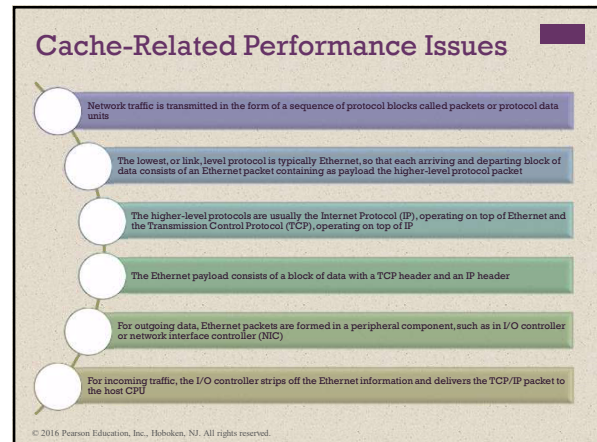 Cache-Related Performance Issues
Network traffic is transmitted in the form of a sequence of protocol blocks called packets or protocol data
units
The lowest, or link, level protocol is typically Ethernet, so that each arriving and departing block of
data consists of an Ethernet packet containing as payload the higher-level protocol packet
The higher-level protocols are usually the Internet Protocol (IP), operating on top of Ethernet and
the Transmission Control Protocol (TCP), operating on top of IP
The Ethernet payload consists of a block of data with a TCP header and an IP header
For outgoing data, Ethernet packets are formed in a peripheral component, such as in I/O controller
or network interface controller (NIC)
For incoming traffic, the I/O controller strips off the Ethernet information and delivers the TCP/IP packet to
the host CPU
© 2016 Pearson Education, Inc., Hoboken, NJ. All rights reserved.